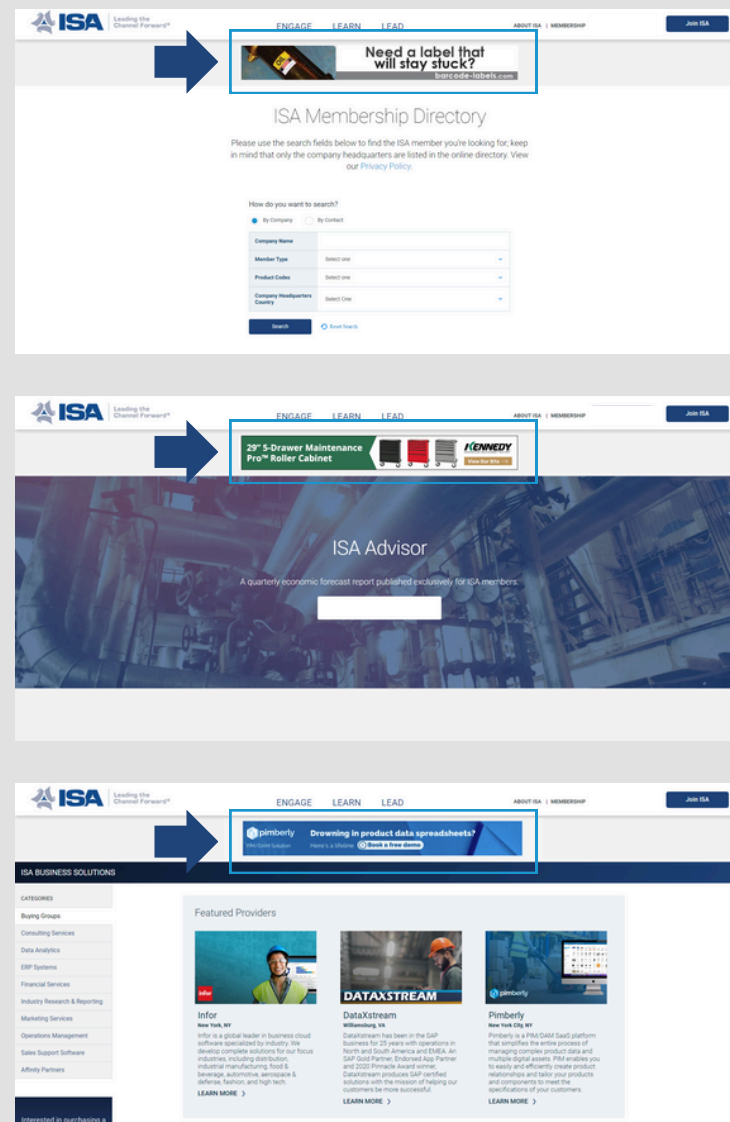 ISA
Leading the
Channel Forward®
ENGAGE LEARN LEAD
ABOUT ISA | MEMBERSHIP
Join ISA
Need a label that
will stay stuck?
barcode-labels.com
ISA Membership Directory
Please use the search fields below to find the ISA member you're looking for, keep
in mind that only the company headquarters are listed in the online directory. View
our Privacy Policy.
How do you want to search?
By Company By Contact
Company Name
Member Type Select one
Product Codes Select one
Company Headquarters
Country Select One
Search Reset Search
ISA
Leading the
Channel Forward®
ENGAGE LEARN LEAD
ABOUT ISA | MEMBERSHIP
Join ISA
29" 5-Drawer Maintenance
Pro™ Roller Cabinet
KENNEDY
View Our Site
ISA Advisor
A quarterly economic forecast report published exclusively for ISA members.
ISA
Leading the
Channel Forward®
ENGAGE LEARN LEAD
ABOUT ISA | MEMBERSHIP
Join ISA
pimberly
Drowning in product data spreadsheets?
Here's a lifeline Book a free demo
ISA BUSINESS SOLUTIONS
CATEGORIES
Buying Groups
Consulting Services
Data Analytics
ERP Systems
Financial Services
Industry Research & Reporting
Marketing Services
Operations Management
Sales Support Software
Affinity Partners
Interested in purchasing a
Featured Providers
infor
Infor
New York, NY
Infor is a global leader in business cloud
software specialized by industry. We
develop complete solutions for our focus
industries, including distribution,
industrial manufacturing, food &
beverage, automotive, aerospace &
defense, fashion, and high tech.
LEARN MORE >
DATAXSTREAM
DataXstream
Williamsburg, VA
DataXstream has been in the SAP
business for 25 years with operations in
North and South America and EMEA. An
SAP Gold Partner, Endorsed App Partner
and 2020 Pinnacle Award winner,
DataXstream produces SAP certified
solutions with the mission of helping our
customers be more successful.
LEARN MORE >
pimberly
Pimberly
New York City, NY
Pimberly is a PIM/DAM SaaS platform
that simplifies the entire process of
managing complex product data and
multiple digital assets. PIM enables you
to easily and efficiently create product
relationships and tailor your products
and components to meet the
specifications of your customers.
LEARN MORE >